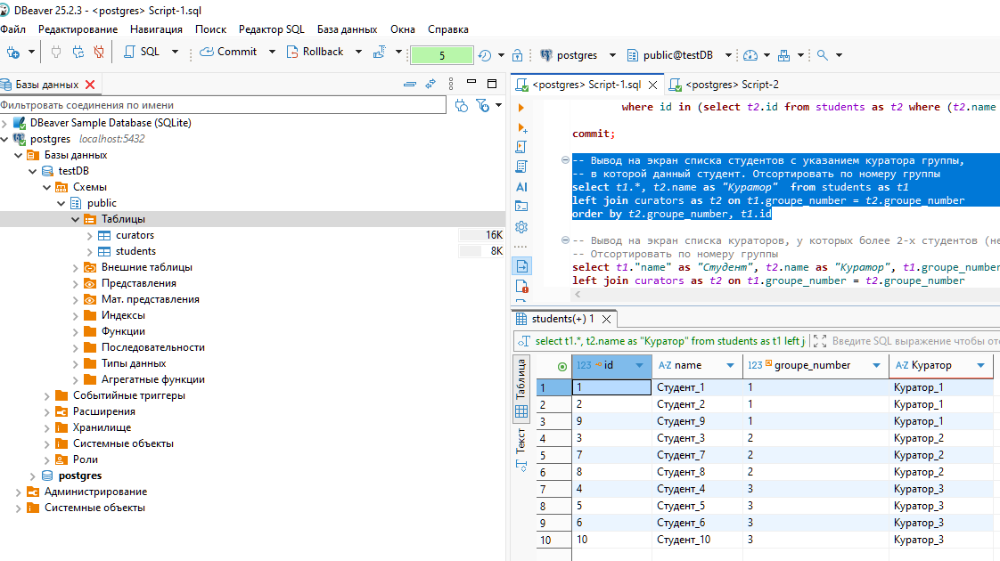 DBeaver 25.2.3 - <postgres> Script-1.sql
Файл Редактирование Навигация Поиск Редактор SQL База данных Окна Справка
SQL Commit Rollback 5 postgres public@testDB
Базы данных
Фильтровать соединения по имени
DBeaver Sample Database (SQLite)
postgres localhost:5432
Базы данных
testDB
Схемы
public
Таблицы
curators 16K
students 8K
Внешние таблицы
Представления
Мат. представления
Индексы
Функции
Последовательности
Типы данных
Агрегатные функции
Событийные триггеры
Расширения
Хранилище
Системные объекты
Роли
postgres
Администрирование
Системные объекты
<postgres> Script-1.sql <postgres> Script-2
where id in (select t2.id from students as t2 where (t2.name
commit;
-- Вывод на экран списка студентов с указанием куратора группы,
-- в которой данный студент. Отсортировать по номеру группы
select t1.*, t2.name as "Куратор" from students as t1
left join curators as t2 on t1.groupe_number = t2.groupe_number
order by t2.groupe_number, t1.id
-- Вывод на экран списка кураторов, у которых более 2-х студентов (не
-- Отсортировать по номеру группы
select t1."name" as "Студент", t2.name as "Куратор", t1.groupe_number
left join curators as t2 on t1.groupe_number = t2.groupe_number
students(+) 1
select t1.*, t2.name as "Куратор" from students as t1 left j Введите SQL выражение чтобы от
Таблица
Текст
123 id A-Z name 123 groupe_number A-Z Куратор
1 1 Студент_1 1 Куратор_1
2 2 Студент_2 1 Куратор_1
3 9 Студент_9 1 Куратор_1
4 3 Студент_3 2 Куратор_2
5 7 Студент_7 2 Куратор_2
6 8 Студент_8 2 Куратор_2
7 4 Студент_4 3 Куратор_3
8 5 Студент_5 3 Куратор_3
9 6 Студент_6 3 Куратор_3
10 10 Студент_10 3 Куратор_3